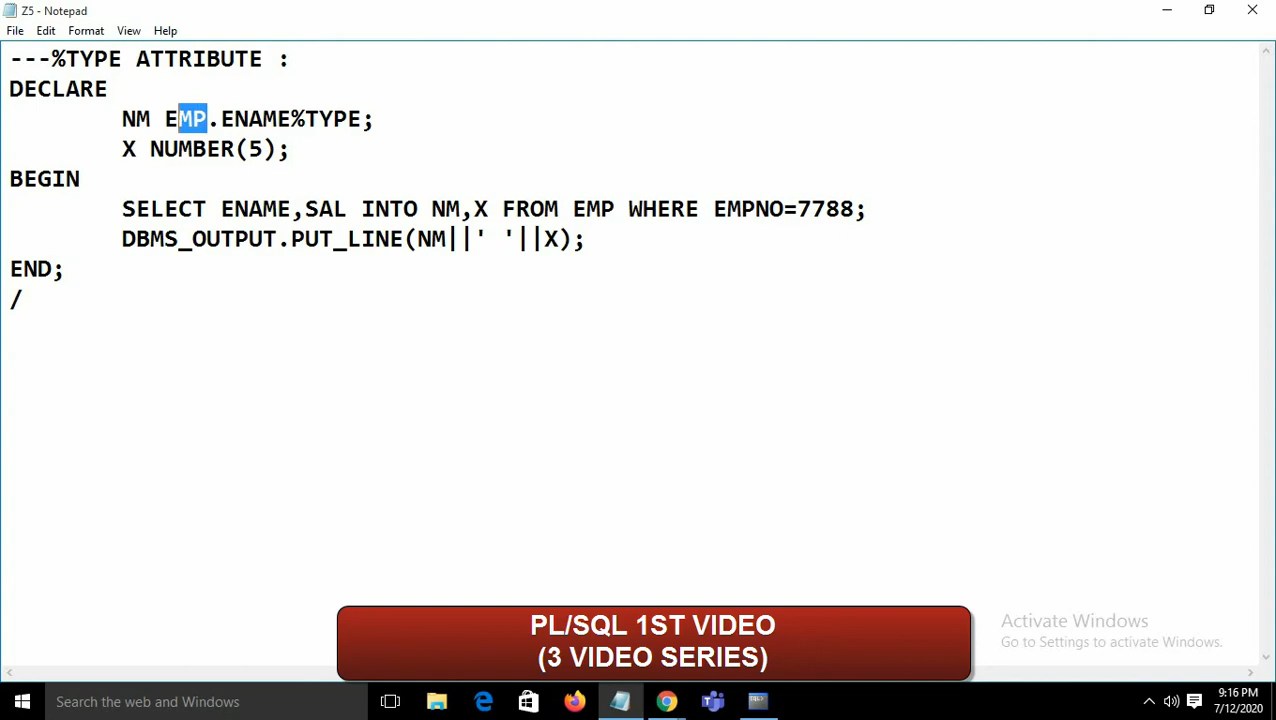 Z5 - Notepad
File Edit Format View Help
---%TYPE ATTRIBUTE :
DECLARE
NM EMP.ENAME%TYPE;
X NUMBER(5);
BEGIN
SELECT ENAME,SAL INTO NM,X FROM EMP WHERE EMPNO=7788;
DBMS_OUTPUT.PUT_LINE(NM||' '||X);
END;
/
PL/SQL 1ST VIDEO
(3 VIDEO SERIES)
Activate Windows
Go to Settings to activate Windows.
Search the web and Windows
9:16 PM
7/12/2020